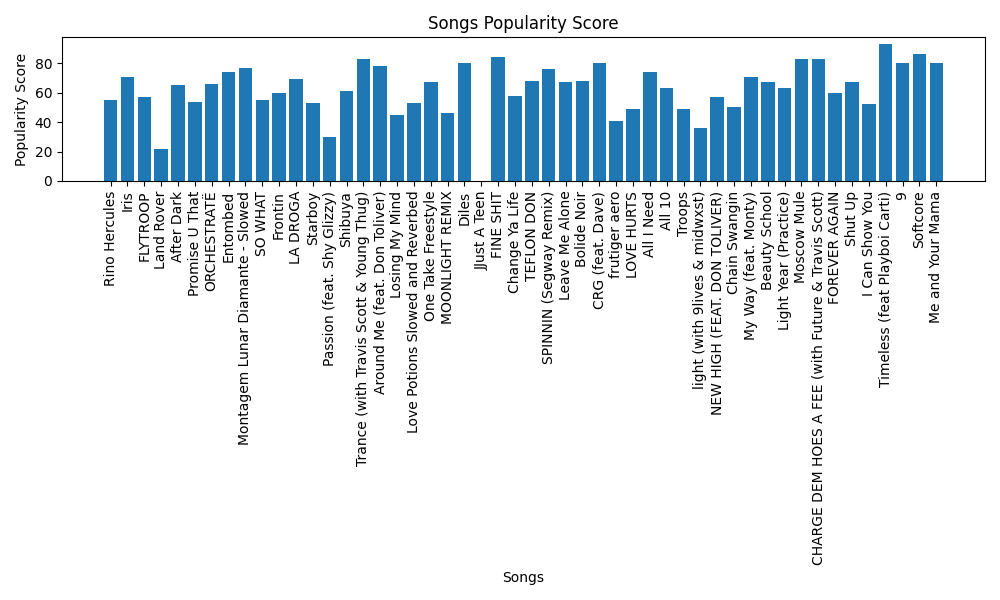 Songs Popularity Score
Popularity Score
80
60
40
20
0
Rino Hercules
Iris
FLYTROOP
Land Rover
After Dark
Promise U That
ORCHESTRATE
Entombed
Montagem Lunar Diamante - Slowed
SO WHAT
Frontin
LA DROGA
Starboy
Passion (feat. Shy Glizzy)
Shibuya
Trance (with Travis Scott & Young Thug)
Around Me (feat. Don Toliver)
Losing My Mind
Love Potions Slowed and Reverbed
One Take Freestyle
MOONLIGHT REMIX
Diles
JJust A Teen
FINE SHIT
Change Ya Life
TEFLON DON
SPINNIN (Segway Remix)
Leave Me Alone
Bolide Noir
CRG (feat. Dave)
frutiger aero
LOVE HURTS
All I Need
All 10
Troops
light (with 9lives & midwxst)
NEW HIGH (FEAT. DON TOLIVER)
Chain Swangin
My Way (feat. Monty)
Beauty School
Light Year (Practice)
Moscow Mule
CHARGE DEM HOES A FEE (with Future & Travis Scott)
FOREVER AGAIN
Shut Up
I Can Show You
Timeless (feat Playboi Carti)
9
Softcore
Me and Your Mama
Songs